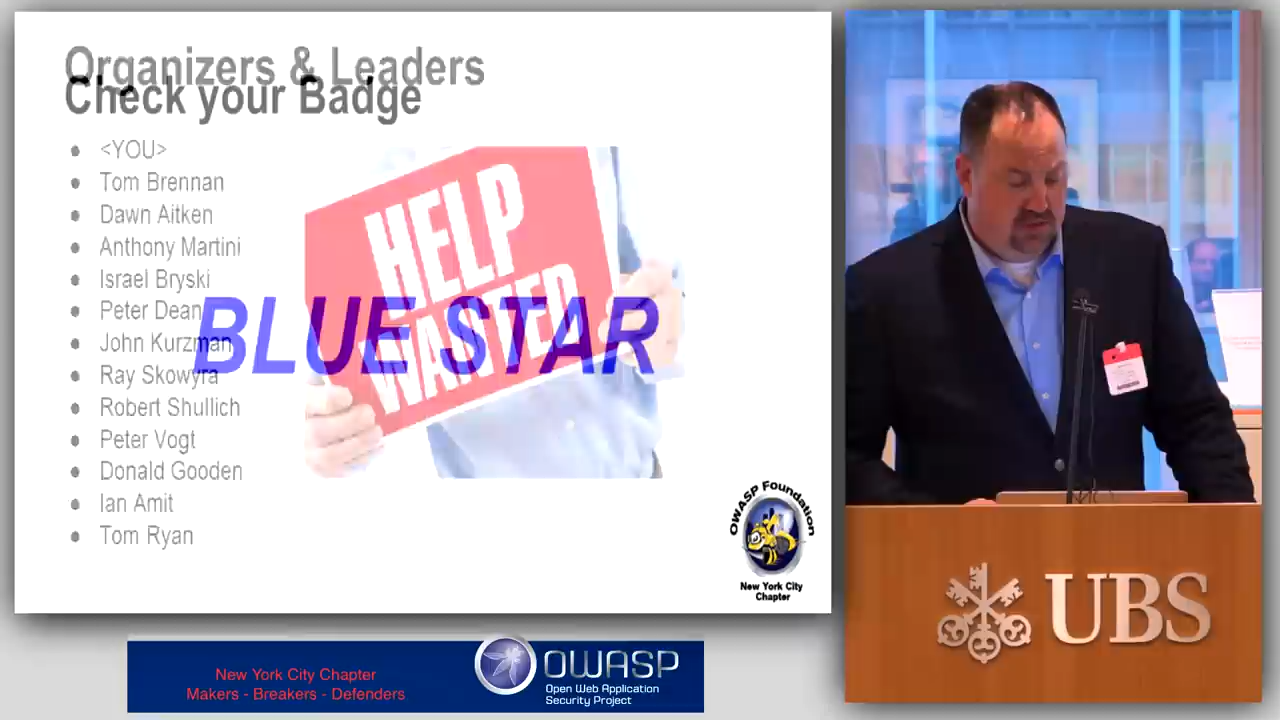 Organizers & Leaders
Check your Badge
<YOU>
Tom Brennan
Dawn Aitken
Anthony Martini
Israel Bryski
Peter Dean
John Kurzman
Ray Skowyra
Robert Shullich
Peter Vogt
Donald Gooden
Ian Amit
Tom Ryan
HELP
WANTED
BLUE STAR
OWASP Foundation
New York City
Chapter
New York City Chapter
Makers - Breakers - Defenders
OWASP
Open Web Application
Security Project
UBS